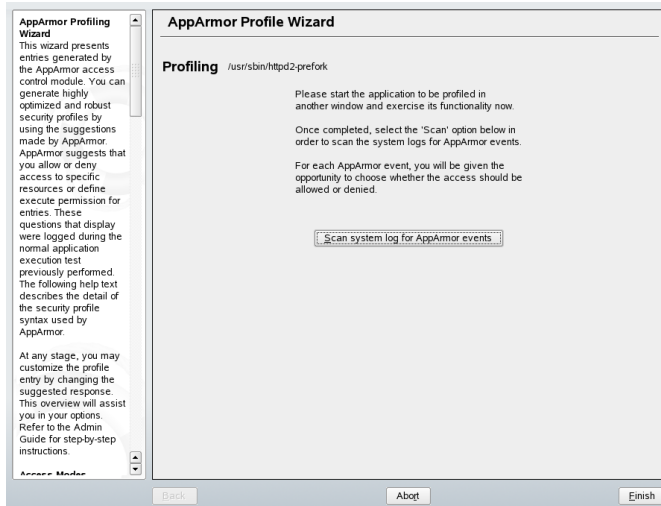 AppArmor Profiling
Wizard
This wizard presents
entries generated by
the AppArmor access
control module. You can
generate highly
optimized and robust
security profiles by
using the suggestions
made by AppArmor.
AppArmor suggests that
you allow or deny
access to specific
resources or define
execute permission for
entries. These
questions that display
were logged during the
normal application
execution test
previously performed.
The following help text
describes the detail of
the security profile
syntax used by
AppArmor.
At any stage, you may
customize the profile
entry by changing the
suggested response.
This overview will assist
you in your options.
Refer to the Admin
Guide for step-by-step
instructions.
Access Modes
AppArmor Profile Wizard
Profiling /usr/sbin/httpd2-prefork
Please start the application to be profiled in
another window and exercise its functionality now.
Once completed, select the 'Scan' option below in
order to scan the system logs for AppArmor events.
For each AppArmor event, you will be given the
opportunity to choose whether the access should be
allowed or denied.
Scan system log for AppArmor events
Back
Abort
Finish